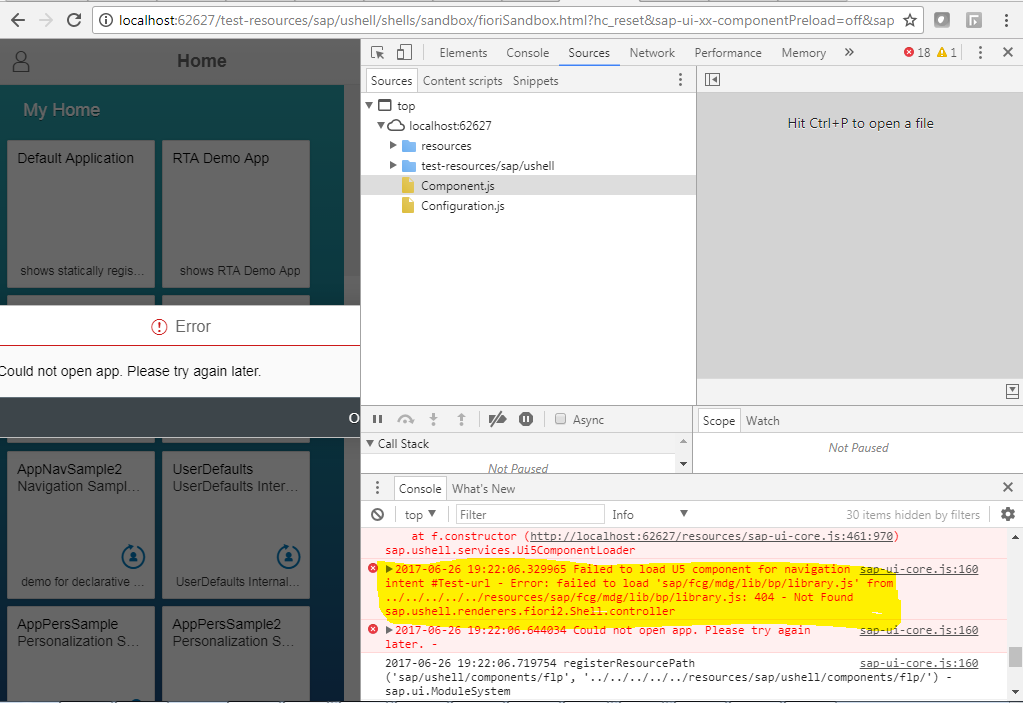 localhost:62627/test-resources/sap/ushell/shells/sandbox/fioriSandbox.html?hc_reset&sap-ui-xx-componentPreload=off&sap
Home
My Home
Default Application
shows statically regis...
RTA Demo App
shows RTA Demo App
Error
Could not open app. Please try again later.
O
AppNavSample2
Navigation Sampl...
demo for declarative ...
UserDefaults
UserDefaults Inter...
UserDefaults Internal...
AppPersSample
Personalization S...
AppPersSample2
Personalization S...
Elements Console Sources Network Performance Memory » 18 1
Sources Content scripts Snippets
top
localhost:62627
resources
test-resources/sap/ushell
Component.js
Configuration.js
Hit Ctrl+P to open a file
Async
Call Stack
Not Paused
Scope Watch
Not Paused
Console What's New
top Filter Info 30 items hidden by filters
at f.constructor (http://localhost:62627/resources/sap-ui-core.js:461:970)
sap.ushell.services.Ui5ComponentLoader
2017-06-26 19:22:06.329965 Failed to load U5 component for navigation sap-ui-core.js:160
intent #Test-url - Error: failed to load 'sap/fcg/mdg/lib/bp/library.js' from
../../../../../resources/sap/fcg/mdg/lib/bp/library.js: 404 - Not Found
sap.ushell.renderers.fiori2.Shell.controller
2017-06-26 19:22:06.644034 Could not open app. Please try again sap-ui-core.js:160
later. -
2017-06-26 19:22:06.719754 registerResourcePath sap-ui-core.js:160
('sap/ushell/components/flp', '../../../../../resources/sap/ushell/components/flp/') -
sap.ui.ModuleSystem